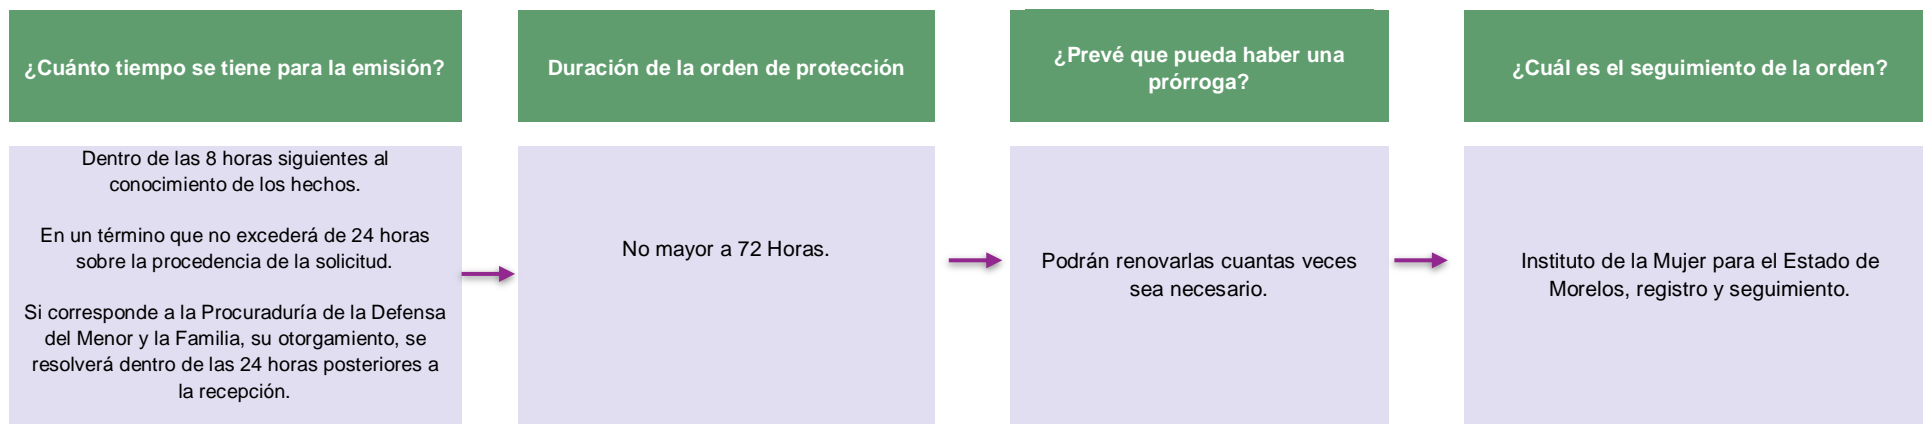 ¿Cuánto tiempo se tiene para la emisión?
Duración de la orden de protección
¿Prevé que pueda haber una
prórroga?
¿Cuál es el seguimiento de la orden?
Dentro de las 8 horas siguientes al
conocimiento de los hechos.
En un término que no excederá de 24 horas
sobre la procedencia de la solicitud.
Si corresponde a la Procuraduría de la Defensa
del Menor y la Familia, su otorgamiento, se
resolverá dentro de las 24 horas posteriores a
la recepción.
No mayor a 72 Horas.
Podrán renovarlas cuantas veces
sea necesario.
Instituto de la Mujer para el Estado de
Morelos, registro y seguimiento.